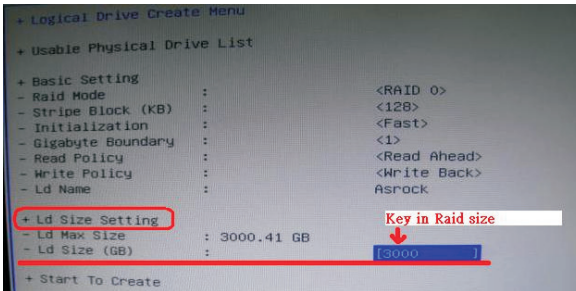 + Logical Drive Create Menu
+ Usable Physical Drive List
+ Basic Setting
- Raid Mode : <RAID 0>
- Stripe Block (KB) : <128>
- Initialization : <Fast>
- Gigabyte Boundary : <1>
- Read Policy : <Read Ahead>
- Write Policy : <Write Back>
- Ld Name : Asrock
+ Ld Size Setting
Key in Raid size
- Ld Max Size : 3000.41 GB
- Ld Size (GB) : [3000 ]
+ Start To Create